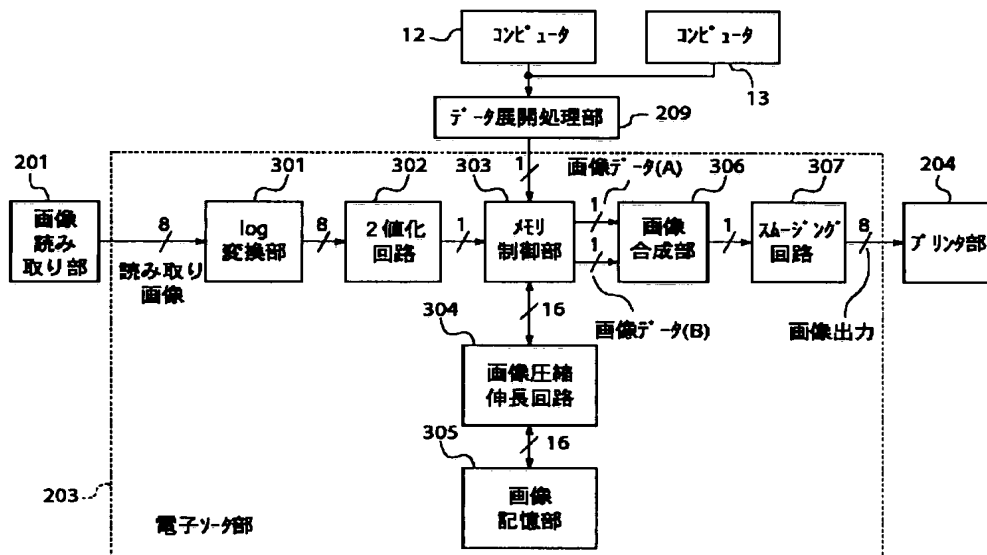 12
コンピュータ
コンピュータ
13
データ展開処理部
209
201
画像
読み
取り部
8
読み取り
画像
301
log
変換部
8
302
2値化
回路
1
303
1
メモリ
制御部
画像データ(A)
1
1
画像データ(B)
306
画像
合成部
1
307
スムージング
回路
8
画像出力
204
プリンタ部
16
304
画像圧縮
伸長回路
16
305
画像
記憶部
203
電子ソータ部